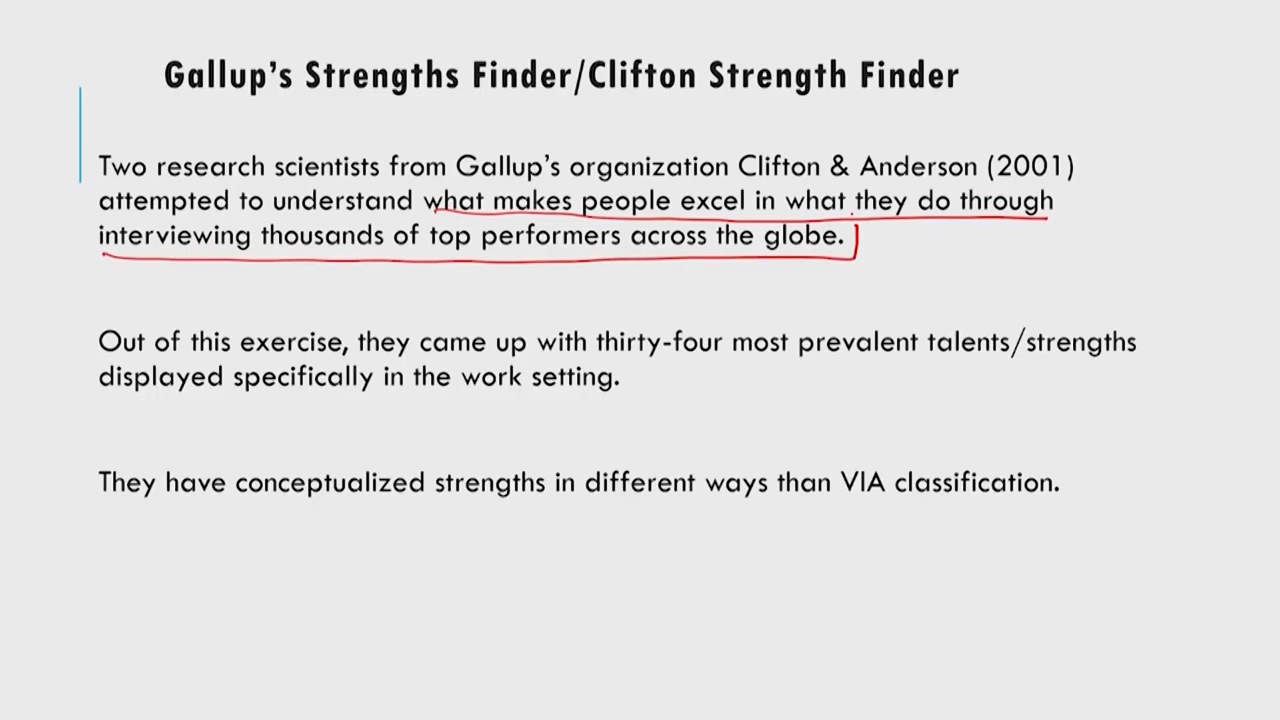 Gallup's Strengths Finder/Clifton Strength Finder
Two research scientists from Gallup's organization Clifton & Anderson (2001)
attempted to understand what makes people excel in what they do through
interviewing thousands of top performers across the globe.
Out of this exercise, they came up with thirty-four most prevalent talents/strengths
displayed specifically in the work setting.
They have conceptualized strengths in different ways than VIA classification.